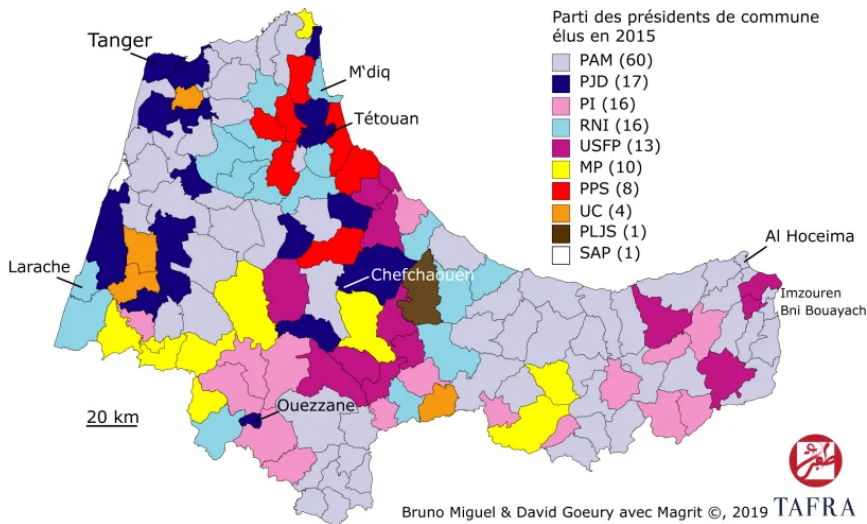 Parti des présidents de commune
élus en 2015
PAM (60)
PJD (17)
PI (16)
RNI (16)
USFP (13)
MP (10)
PPS (8)
UC (4)
PLJS (1)
SAP (1)
Tanger
M'diq
Tétouan
Larache
Chefchaouen
Al Hoceima
Imzouren
Bni Bouayach
Ouezzane
20 km
Bruno Miguel & David Goeury avec Magrit ©, 2019
TAFRA